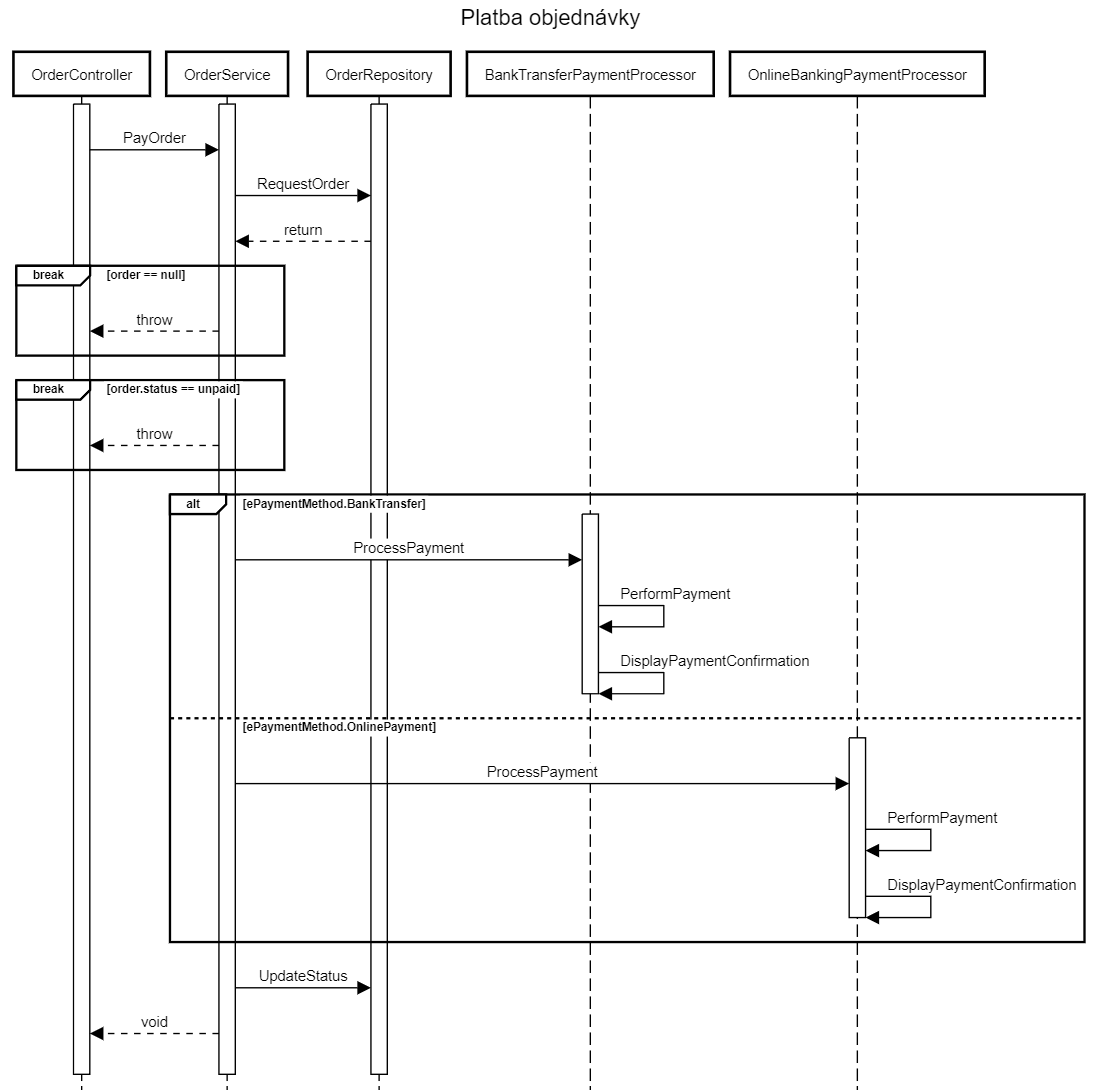 Platba objednávky
OrderController
OrderService
OrderRepository
BankTransferPaymentProcessor
OnlineBankingPaymentProcessor
PayOrder
RequestOrder
return
break
[order == null]
throw
break
[order.status == unpaid]
throw
alt
[ePaymentMethod.BankTransfer]
ProcessPayment
PerformPayment
DisplayPaymentConfirmation
[ePaymentMethod.OnlinePayment]
ProcessPayment
PerformPayment
DisplayPaymentConfirmation
UpdateStatus
void